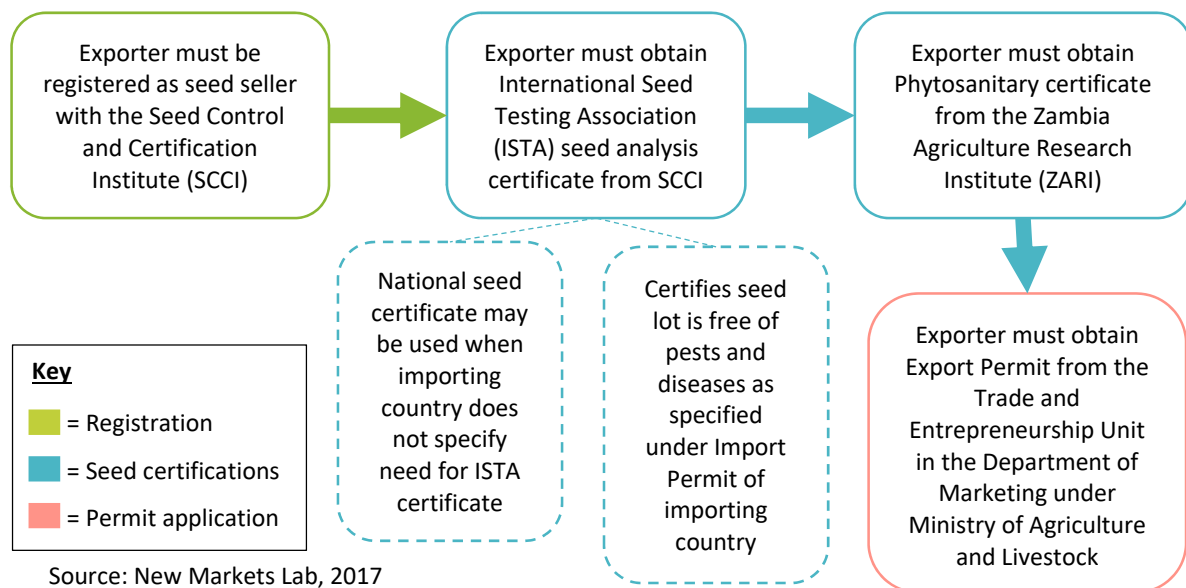 Exporter must be
registered as seed seller
with the Seed Control
and Certification
Institute (SCCI)
Exporter must obtain
International Seed
Testing Association
(ISTA) seed analysis
certificate from SCCI
Exporter must obtain
Phytosanitary certificate
from the Zambia
Agriculture Research
Institute (ZARI)
National seed
certificate may
be used when
importing
country does
not specify
need for ISTA
certificate
Certifies seed
lot is free of
pests and
diseases as
specified
under Import
Permit of
importing
country
Exporter must obtain
Export Permit from the
Trade and
Entrepreneurship Unit
in the Department of
Marketing under
Ministry of Agriculture
and Livestock
Key
= Registration
= Seed certifications
= Permit application
Source: New Markets Lab, 2017